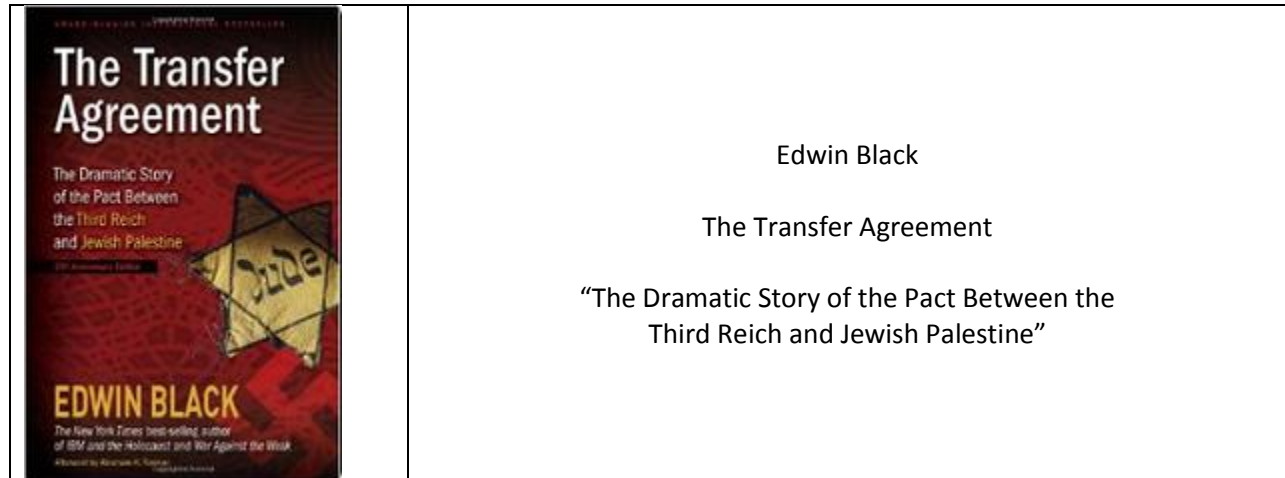 The Transfer
Agreement
The Dramatic Story
of the Pact Between
the Third Reich
and Jewish Palestine
Jude
EDWIN BLACK
The New York Times best-selling author
of IBM and the Holocaust and War Against the Weak
Edwin Black
The Transfer Agreement
“The Dramatic Story of the Pact Between the
Third Reich and Jewish Palestine”